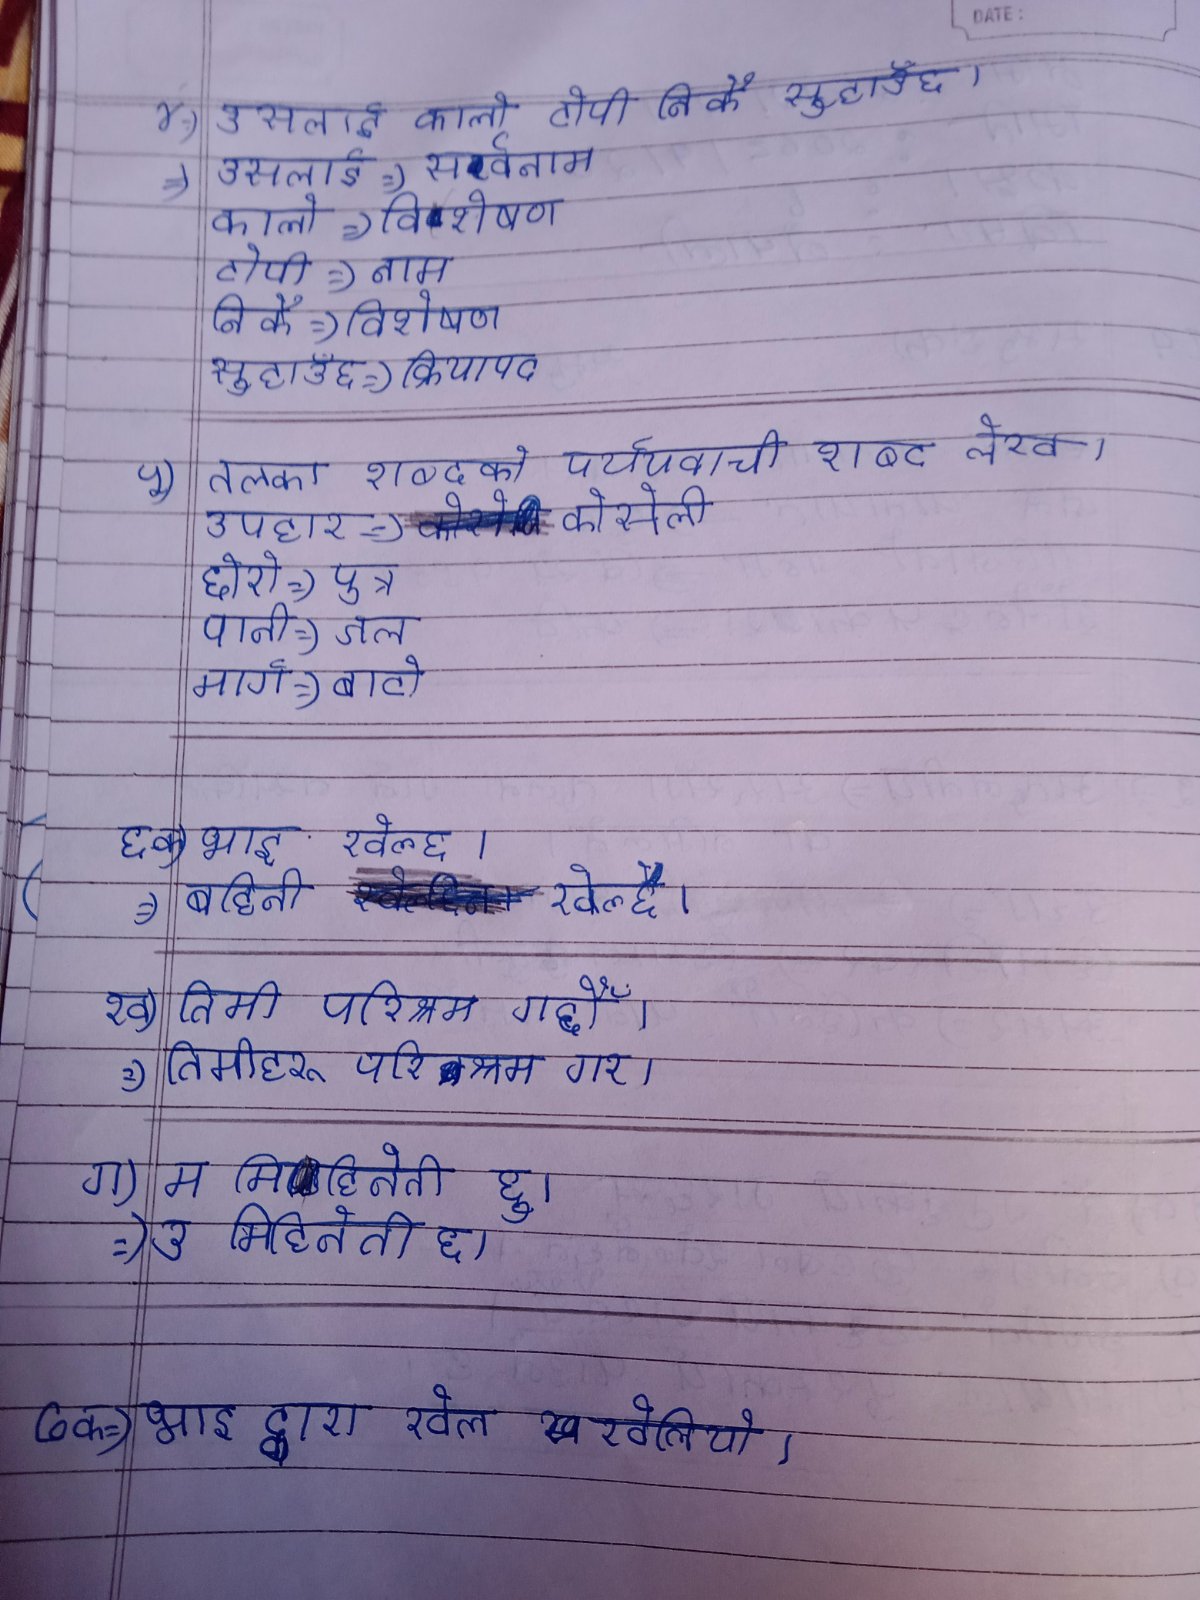 DATE:
४⇒ उसलाई कालो टोपी निकै सुहाउँछ।
⇒ उसलाई ⇒ सर्वनाम
कालो ⇒ विशेषण
टोपी ⇒ नाम
निकै ⇒ विशेषण
सुहाउँछ ⇒ क्रियापद
५) तलका शब्दको पर्यायवाची शब्द लेख।
उपहार ⇒ कोसेली
छोरो ⇒ पुत्र
पानी ⇒ जल
मार्ग ⇒ बाटो
६क) भाइ खेल्छ।
⇒ बहिनी खेल्छै।
ख) तिमी परिश्रम गर्छौँ।
⇒ तिमीहरू परिश्रम गर।
ग) म मिहिनेती छु।
⇒) उ मिहिनेती छ।
७क⇒) भाइ द्वारा खेल खेलियो।